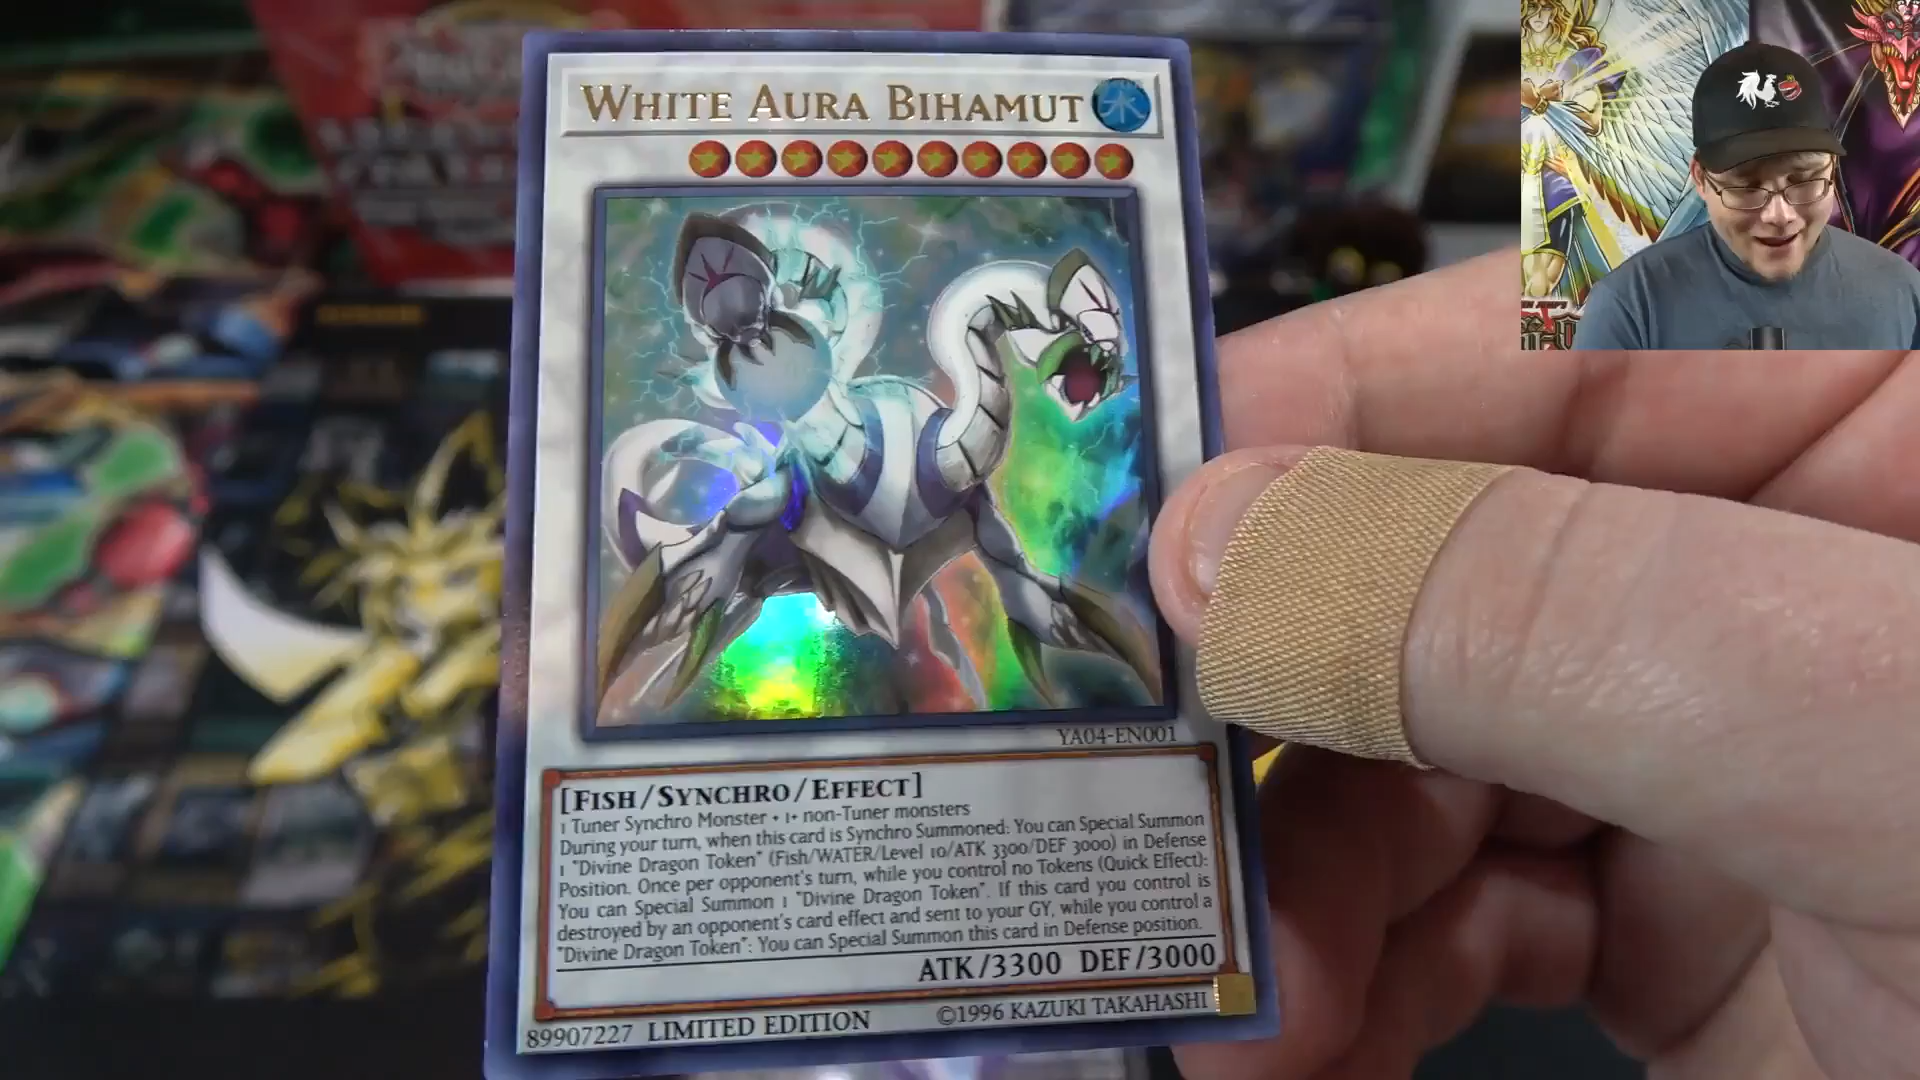 WHITE AURA BIHAMUT
水
YA04-EN001
[FISH/SYNCHRO/EFFECT]
1 Tuner Synchro Monster + 1+ non-Tuner monsters
During your turn, when this card is Synchro Summoned: You can Special Summon
1 "Divine Dragon Token" (Fish/WATER/Level 10/ATK 3300/DEF 3000) in Defense
Position. Once per opponent's turn, while you control no Tokens (Quick Effect):
You can Special Summon 1 "Divine Dragon Token". If this card you control is
destroyed by an opponent's card effect and sent to your GY, while you control a
"Divine Dragon Token": You can Special Summon this card in Defense position.
ATK/3300 DEF/3000
89907227 LIMITED EDITION
©1996 KAZUKI TAKAHASHI